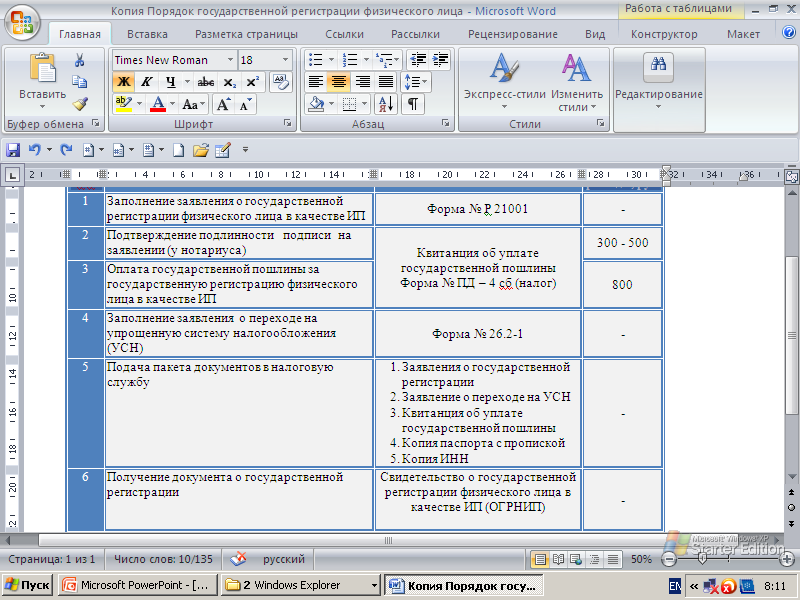 Копия Порядок государственной регистрации физического лица - Microsoft Word
Работа с таблицами
Главная Вставка Разметка страницы Ссылки Рассылки Рецензирование Вид Конструктор Макет
Times New Roman 18
Вставить
Экспресс-стили Изменить стили Редактирование
Буфер обмена Шрифт Абзац Стили
1 Заполнение заявления о государственной
регистрации физического лица в качестве ИП
Форма № Р 21001
-
2 Подтверждение подлинности подписи на
заявлении (у нотариуса)
300 - 500
Квитанция об уплате
государственной пошлины
Форма № ПД – 4 сб (налог)
3 Оплата государственной пошлины за
государственную регистрацию физического
лица в качестве ИП
800
4 Заполнение заявления о переходе на
упрощенную систему налогообложения
(УСН)
Форма № 26.2-1
-
5 Подача пакета документов в налоговую
службу
1. Заявления о государственной
регистрации
2. Заявление о переходе на УСН
3. Квитанция об уплате
государственной пошлины
4. Копия паспорта с пропиской
5. Копия ИНН
-
6 Получение документа о государственной
регистрации
Свидетельство о государственной
регистрации физического лица в
качестве ИП (ОГРНИП)
-
Microsoft Windows XP
Starter Edition
Страница: 1 из 1 Число слов: 10/135 русский 50%
Пуск Microsoft PowerPoint - [... 2 Windows Explorer Копия Порядок госу... EN 8:11